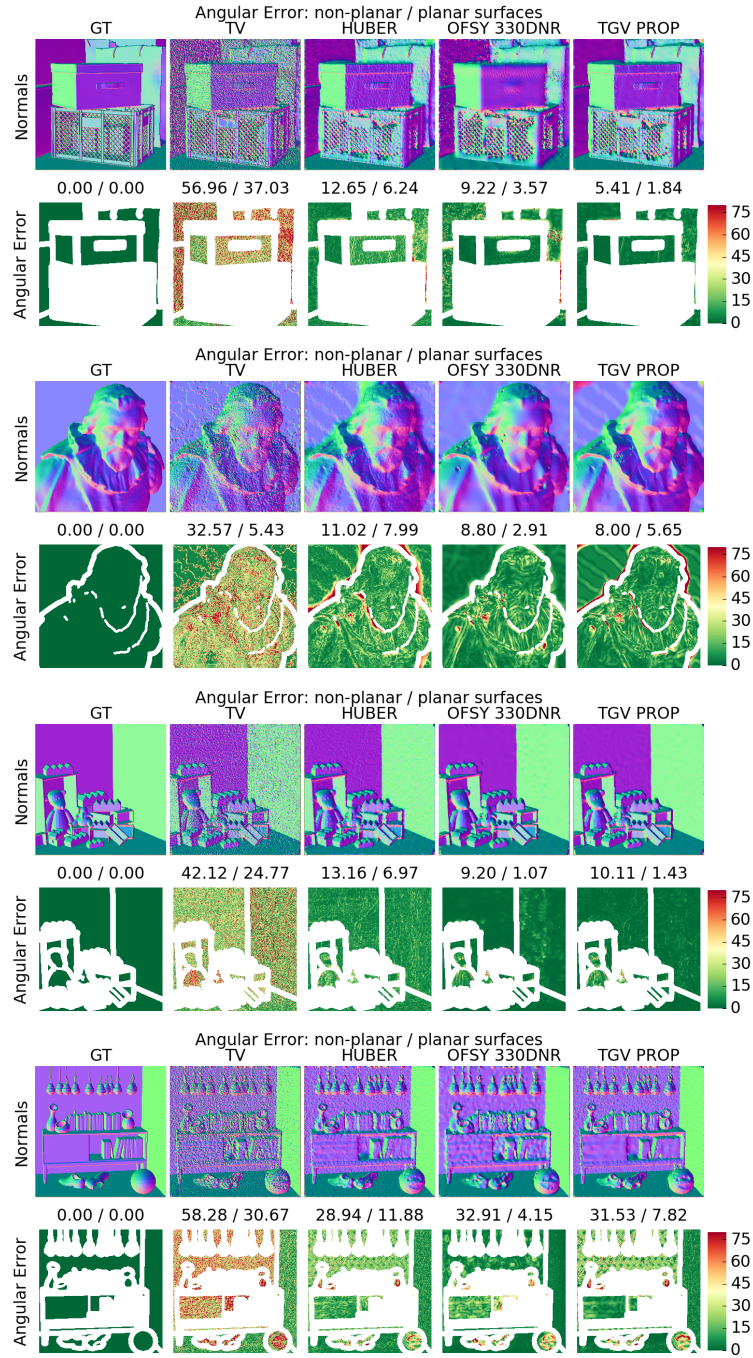 Angular Error: non-planar / planar surfaces
GT TV HUBER OFSY 330DNR TGV PROP
Normals
0.00 / 0.00 56.96 / 37.03 12.65 / 6.24 9.22 / 3.57 5.41 / 1.84
Angular Error
75
60
45
30
15
0
Angular Error: non-planar / planar surfaces
GT TV HUBER OFSY 330DNR TGV PROP
Normals
0.00 / 0.00 32.57 / 5.43 11.02 / 7.99 8.80 / 2.91 8.00 / 5.65
Angular Error
75
60
45
30
15
0
Angular Error: non-planar / planar surfaces
GT TV HUBER OFSY 330DNR TGV PROP
Normals
0.00 / 0.00 42.12 / 24.77 13.16 / 6.97 9.20 / 1.07 10.11 / 1.43
Angular Error
75
60
45
30
15
0
Angular Error: non-planar / planar surfaces
GT TV HUBER OFSY 330DNR TGV PROP
Normals
0.00 / 0.00 58.28 / 30.67 28.94 / 11.88 32.91 / 4.15 31.53 / 7.82
Angular Error
75
60
45
30
15
0